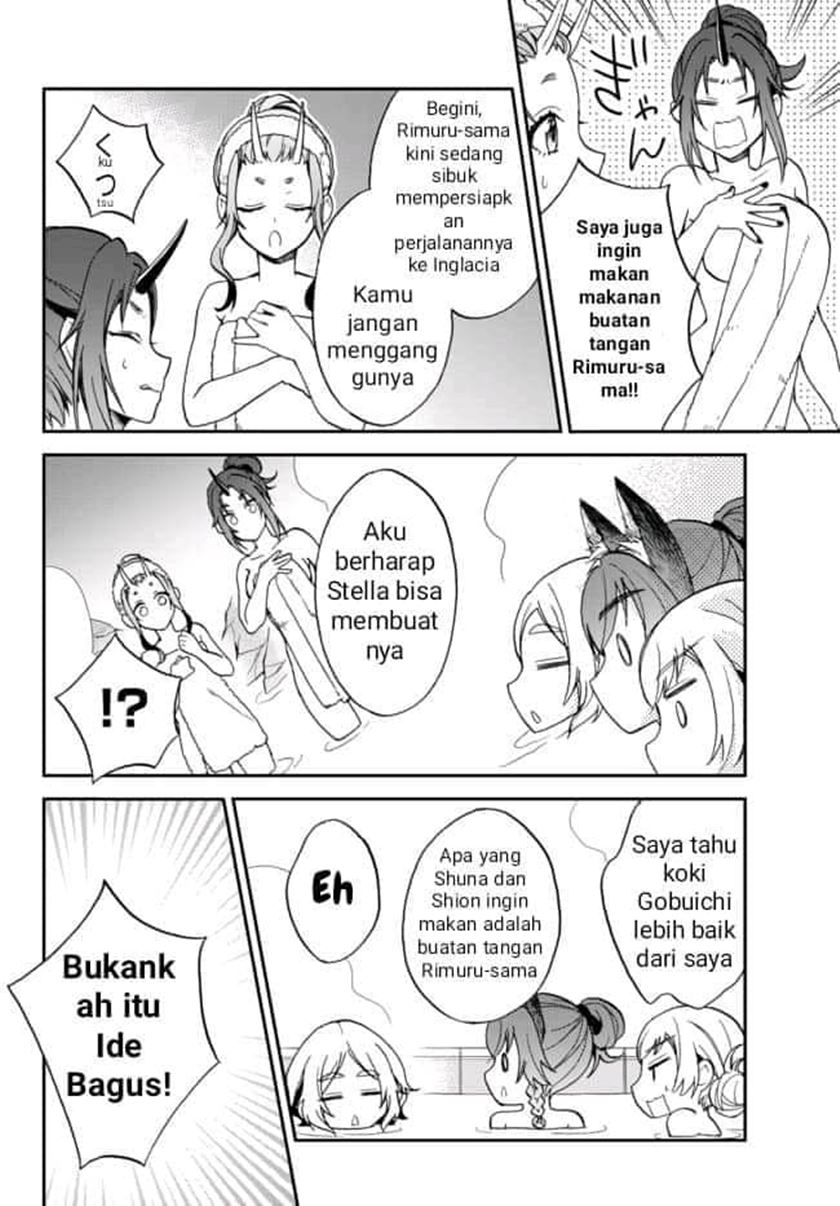 ぎゃん
Saya juga
ingin
makan
makanan
buatan
tangan
Rimuru-sa
ma!!
Begini,
Rimuru-sama
kini sedang
sibuk
mempersiapk
an
perjalanannya
ke Inglacia
Kamu
jangan
menggang
gunya
く
ku
つ
tsu
Aku
berharap
Stella bisa
membuat
nya
!?
Saya tahu
koki
Gobuichi
lebih baik
dari saya
Apa yang
Shuna dan
Shion ingin
makan adalah
buatan tangan
Rimuru-sama
Eh
Bukank
ah itu
Ide
Bagus!